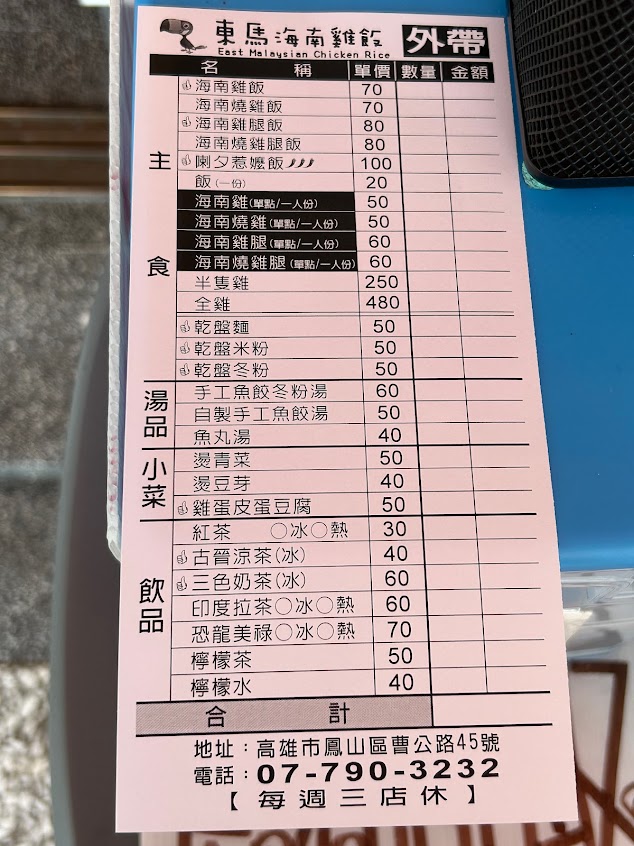 東馬海南雞飯 外帶
East Malaysian Chicken Rice
名 稱 單價 數量 金額
主食
海南雞飯 70
海南燒雞飯 70
海南雞腿飯 80
海南燒雞腿飯 80
喇夕惹嬤飯 100
飯(一份) 20
海南雞(單點/一人份) 50
海南燒雞(單點/一人份) 50
海南雞腿(單點/一人份) 60
海南燒雞腿(單點/一人份) 60
半隻雞 250
全雞 480
乾盤麵 50
乾盤米粉 50
乾盤冬粉 50
湯品
手工魚餃冬粉湯 60
自製手工魚餃湯 50
魚丸湯 40
小菜
燙青菜 50
燙豆芽 40
雞蛋皮蛋豆腐 50
飲品
紅茶 ○冰○熱 30
古晉涼茶(冰) 40
三色奶茶(冰) 60
印度拉茶○冰○熱 60
恐龍美祿○冰○熱 70
檸檬茶 50
檸檬水 40
合 計
地址:高雄市鳳山區曹公路45號
電話:07-790-3232
【每週三店休】